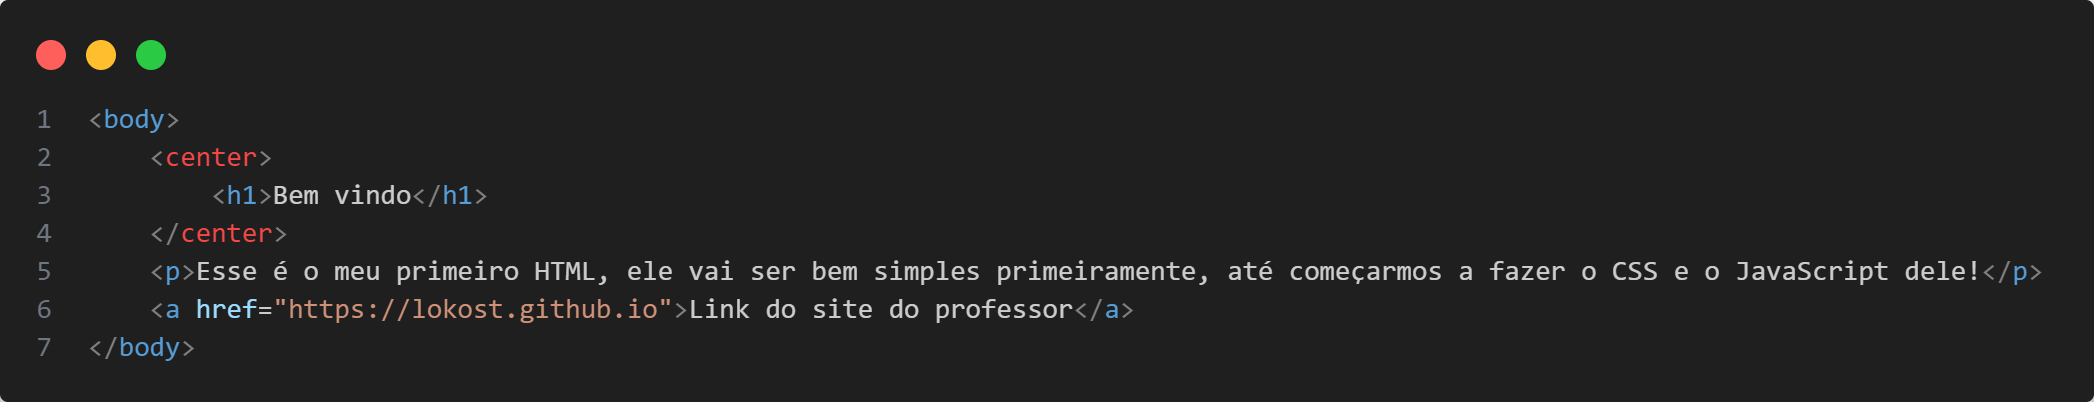 1 <body>
2     <center>
3         <h1>Bem vindo</h1>
4     </center>
5     <p>Esse é o meu primeiro HTML, ele vai ser bem simples primeiramente, até começarmos a fazer o CSS e o JavaScript dele!</p>
6     <a href="https://lokost.github.io">Link do site do professor</a>
7 </body>